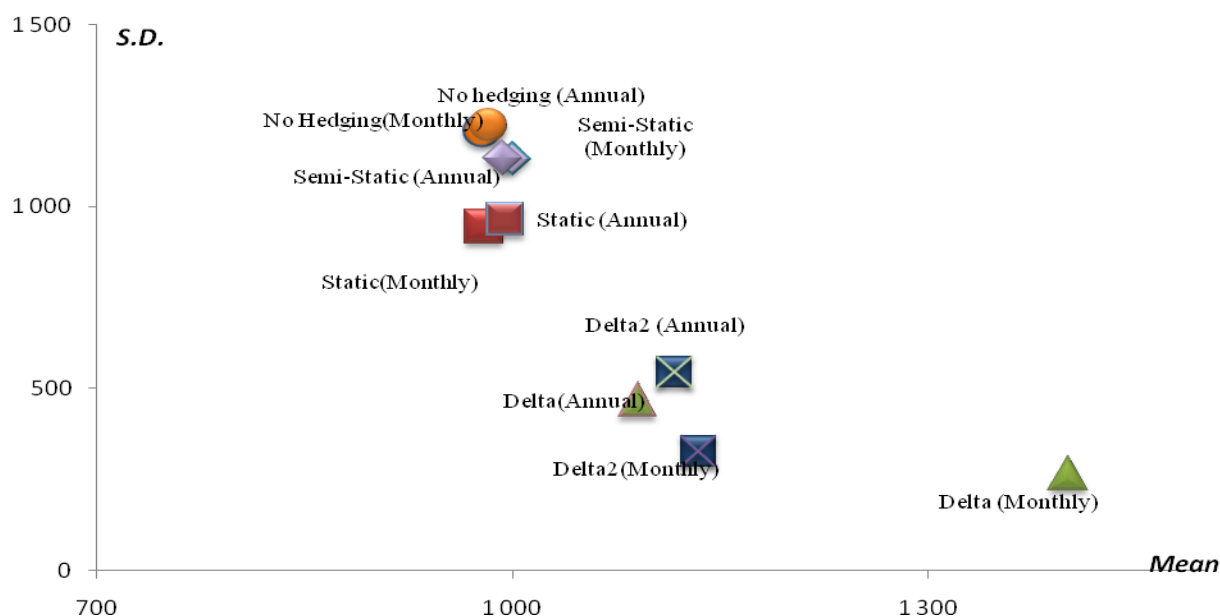 1 500
S.D.
No hedging (Annual)
No Hedging(Monthly)
Semi-Static
(Monthly)
Semi-Static (Annual)
1 000
Static (Annual)
Static(Monthly)
Delta2 (Annual)
500
Delta(Annual)
Delta2(Monthly)
Delta (Monthly)
0
Mean
700
1 000
1 300